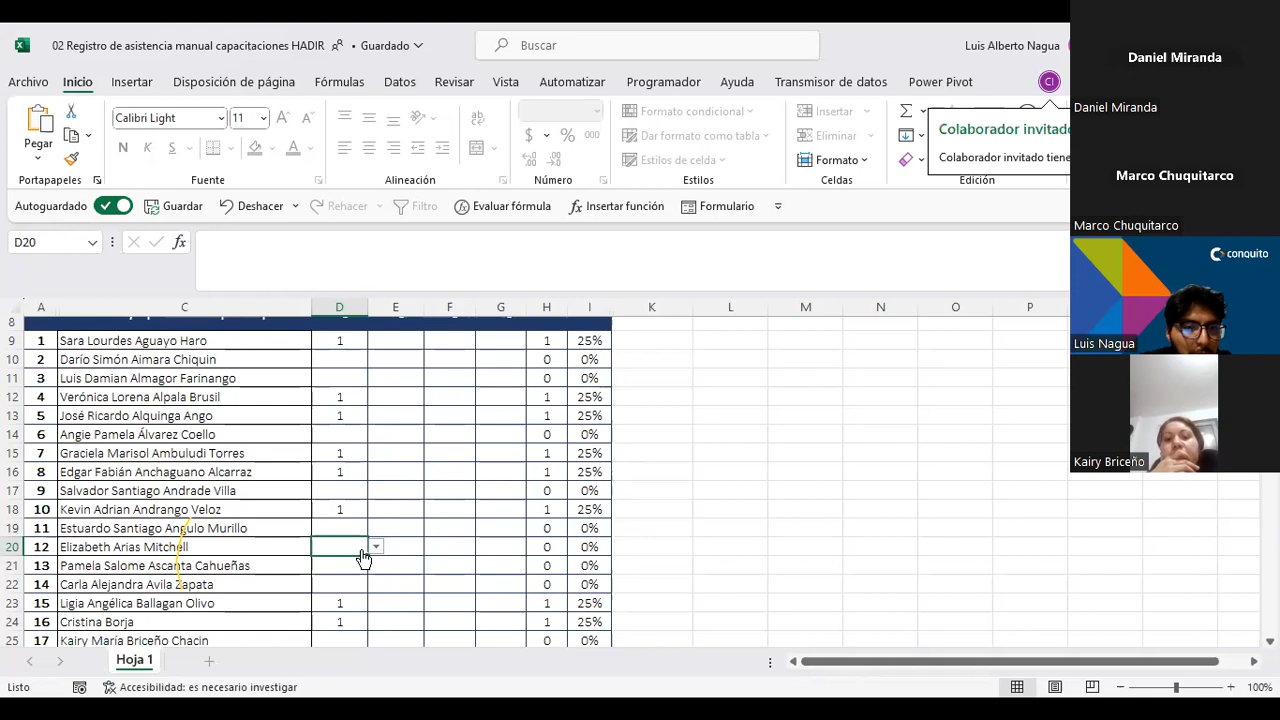 02 Registro de asistencia manual capacitaciones HADIR • Guardado
Buscar
Luis Alberto Nagua
Archivo Inicio Insertar Disposición de página Fórmulas Datos Revisar Vista Automatizar Programador Ayuda Transmisor de datos Power Pivot
CI
Pegar
Portapapeles
Calibri Light 11
N K S
Fuente
Alineación
$ % 000
Número
Formato condicional
Dar formato como tabla
Estilos de celda
Estilos
Insertar
Eliminar
Formato
Celdas
Edición
Colaborador invitado
Colaborador invitado tiene
Autoguardado Guardar Deshacer Rehacer Filtro Evaluar fórmula Insertar función Formulario
D20 fx
A C D E F G H I K L M N O P
8
9 1 Sara Lourdes Aguayo Haro 1 1 25%
10 2 Darío Simón Aimara Chiquin 0 0%
11 3 Luis Damian Almagor Farinango 0 0%
12 4 Verónica Lorena Alpala Brusil 1 1 25%
13 5 José Ricardo Alquinga Ango 1 1 25%
14 6 Angie Pamela Álvarez Coello 0 0%
15 7 Graciela Marisol Ambuludi Torres 1 1 25%
16 8 Edgar Fabián Anchaguano Alcarraz 1 1 25%
17 9 Salvador Santiago Andrade Villa 0 0%
18 10 Kevin Adrian Andrango Veloz 1 1 25%
19 11 Estuardo Santiago Angulo Murillo 0 0%
20 12 Elizabeth Arias Mitchell 0 0%
21 13 Pamela Salome Ascanta Cahueñas 0 0%
22 14 Carla Alejandra Avila Zapata 0 0%
23 15 Ligia Angélica Ballagan Olivo 1 1 25%
24 16 Cristina Borja 1 1 25%
25 17 Kairy María Briceño Chacin 0 0%
Hoja 1
Listo Accesibilidad: es necesario investigar 100%
Daniel Miranda
Daniel Miranda
Marco Chuquitarco
Marco Chuquitarco
conquito
Luis Nagua
Kairy Briceño